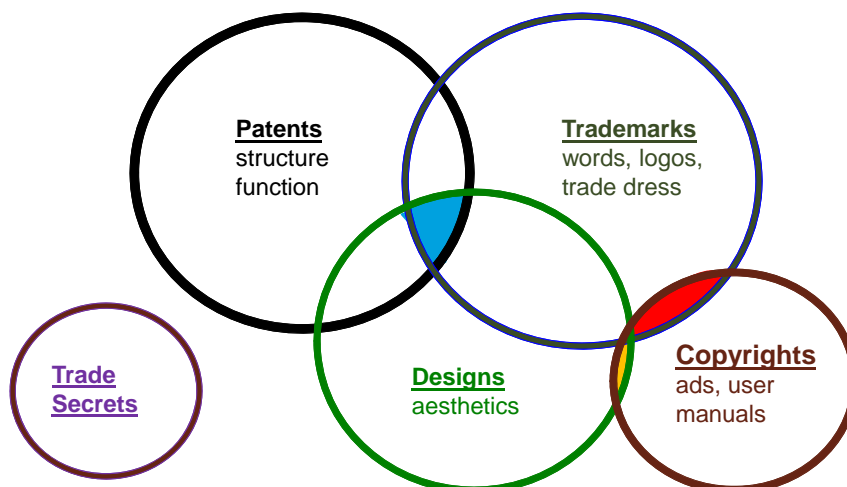 Patents
structure
function
Trademarks
words, logos,
trade dress
Trade
Secrets
Designs
aesthetics
Copyrights
ads, user
manuals